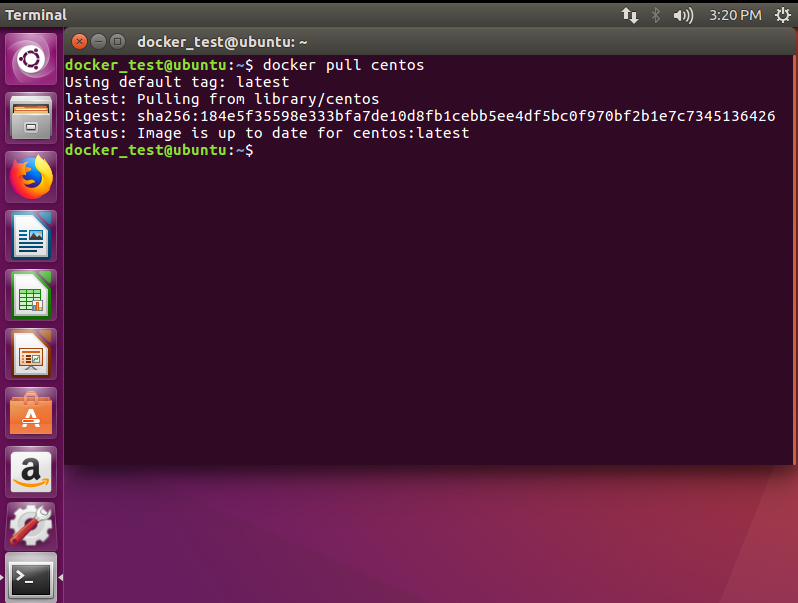 Terminal
3:20 PM
docker_test@ubuntu: ~
docker_test@ubuntu:~$ docker pull centos
Using default tag: latest
latest: Pulling from library/centos
Digest: sha256:184e5f35598e333bfa7de10d8fb1cebb5ee4df5bc0f970bf2b1e7c7345136426
Status: Image is up to date for centos:latest
docker_test@ubuntu:~$